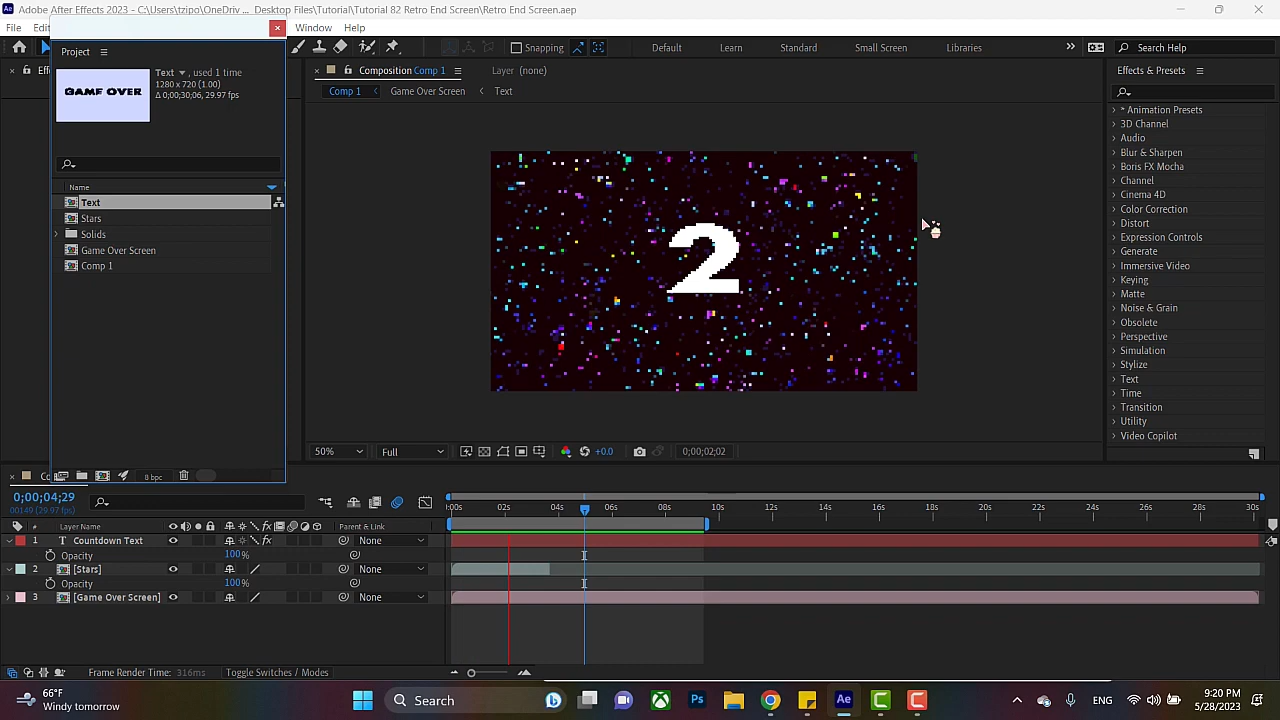 Adobe After Effects 2023 - C:\Users\tzipo\OneDriv... Desktop Files\Tutorial\Tutorial 82 Retro End Screen\Retro End Screen.aep
File
Window
Help
Snapping
Default
Learn
Standard
Small Screen
Libraries
Search Help
Project
Text, used 1 time
1280 x 720 (1.00)
Δ 0;00;30;06, 29.97 fps
GAME OVER
Name
Text
Stars
Solids
Game Over Screen
Comp 1
8 bpc
Composition Comp 1
Layer (none)
Comp 1
Game Over Screen
Text
2
50%
Full
+0.0
0;00;02;02
Effects & Presets
* Animation Presets
3D Channel
Audio
Blur & Sharpen
Boris FX Mocha
Channel
Cinema 4D
Color Correction
Distort
Expression Controls
Generate
Immersive Video
Keying
Matte
Noise & Grain
Obsolete
Perspective
Simulation
Stylize
Text
Time
Transition
Utility
Video Copilot
0;00;04;29
00149 (29.97 fps)
:00s 02s 04s 06s 08s 10s 12s 14s 16s 18s 20s 22s 24s 26s 28s 30s
# Layer Name Parent & Link
1 T Countdown Text None
Opacity 100%
2 [Stars] None
Opacity 100%
3 [Game Over Screen] None
Frame Render Time: 316ms
Toggle Switches / Modes
66°F
Windy tomorrow
Search
ENG
9:20 PM
5/28/2023